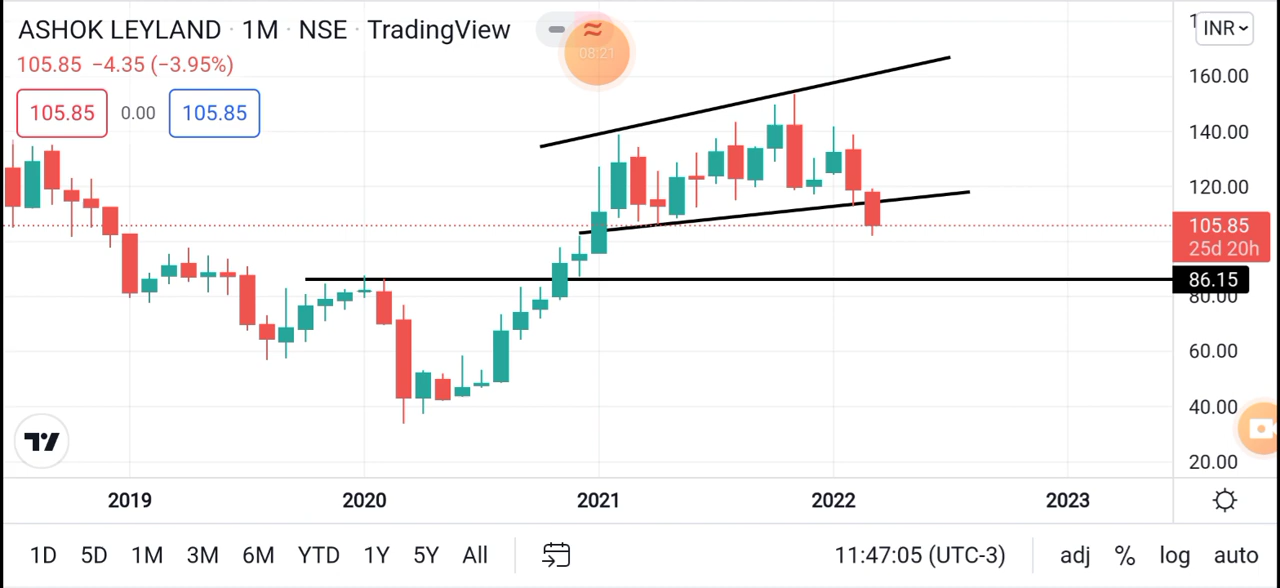 ASHOK LEYLAND · 1M · NSE · TradingView
INR
105.85 −4.35 (−3.95%)
08:21
105.85 0.00 105.85
160.00
140.00
120.00
105.85
25d 20h
86.15
80.00
60.00
40.00
20.00
2019 2020 2021 2022 2023
1D 5D 1M 3M 6M YTD 1Y 5Y All 11:47:05 (UTC-3) adj % log auto